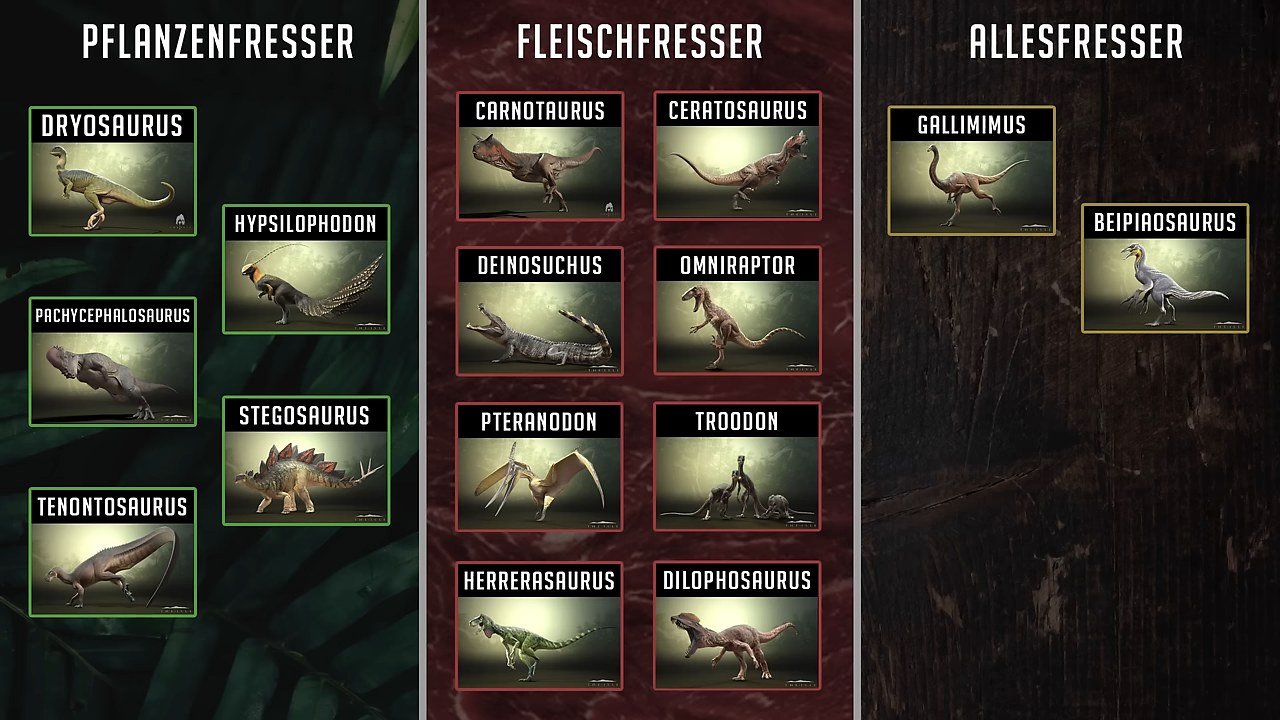 PFLANZENFRESSER
DRYOSAURUS
HYPSILOPHODON
PACHYCEPHALOSAURUS
STEGOSAURUS
TENONTOSAURUS
FLEISCHFRESSER
CARNOTAURUS
CERATOSAURUS
DEINOSUCHUS
OMNIRAPTOR
PTERANODON
TROODON
HERRERASAURUS
DILOPHOSAURUS
ALLESFRESSER
GALLIMIMUS
BEIPIAOSAURUS